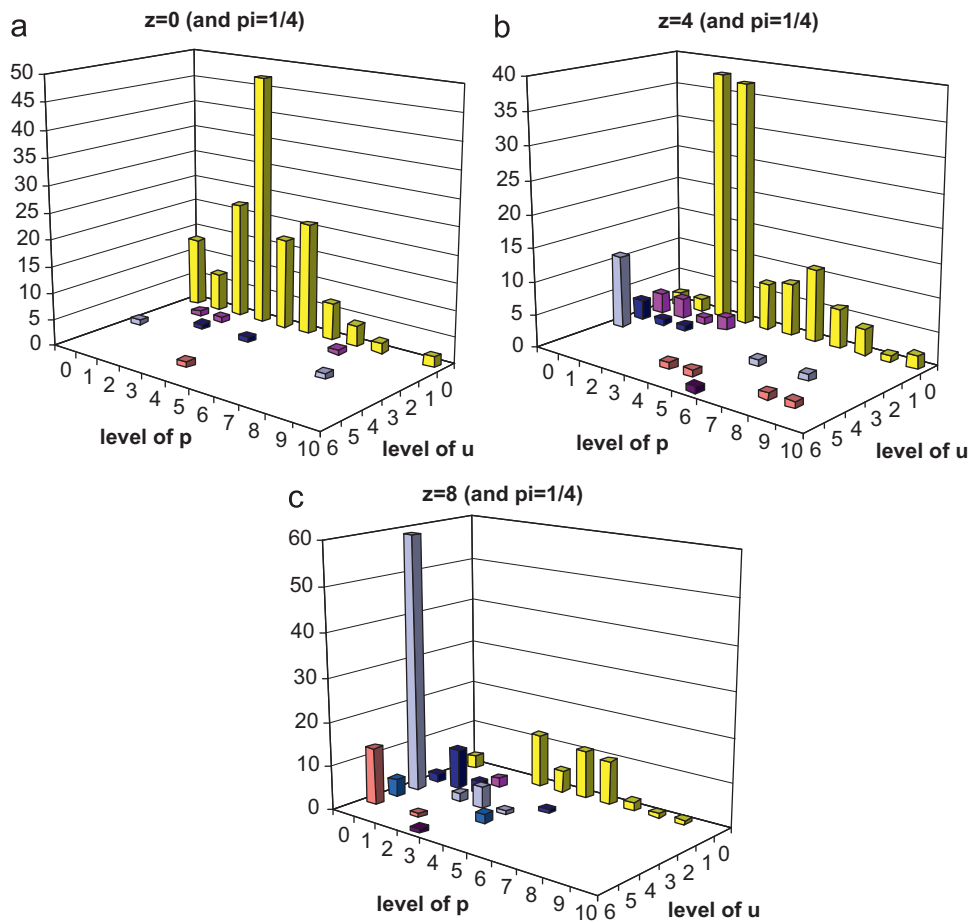 a
z=0 (and pi=1/4)
50
45
40
35
30
25
20
15
10
5
0
0 1 2 3 4 5 6 7 8 9 10
level of p
6 5 4 3 2 1 0
level of u
b
z=4 (and pi=1/4)
40
35
30
25
20
15
10
5
0
0 1 2 3 4 5 6 7 8 9 10
level of p
6 5 4 3 2 1 0
level of u
c
z=8 (and pi=1/4)
60
50
40
30
20
10
0
0 1 2 3 4 5 6 7 8 9 10
level of p
6 5 4 3 2 1 0
level of u